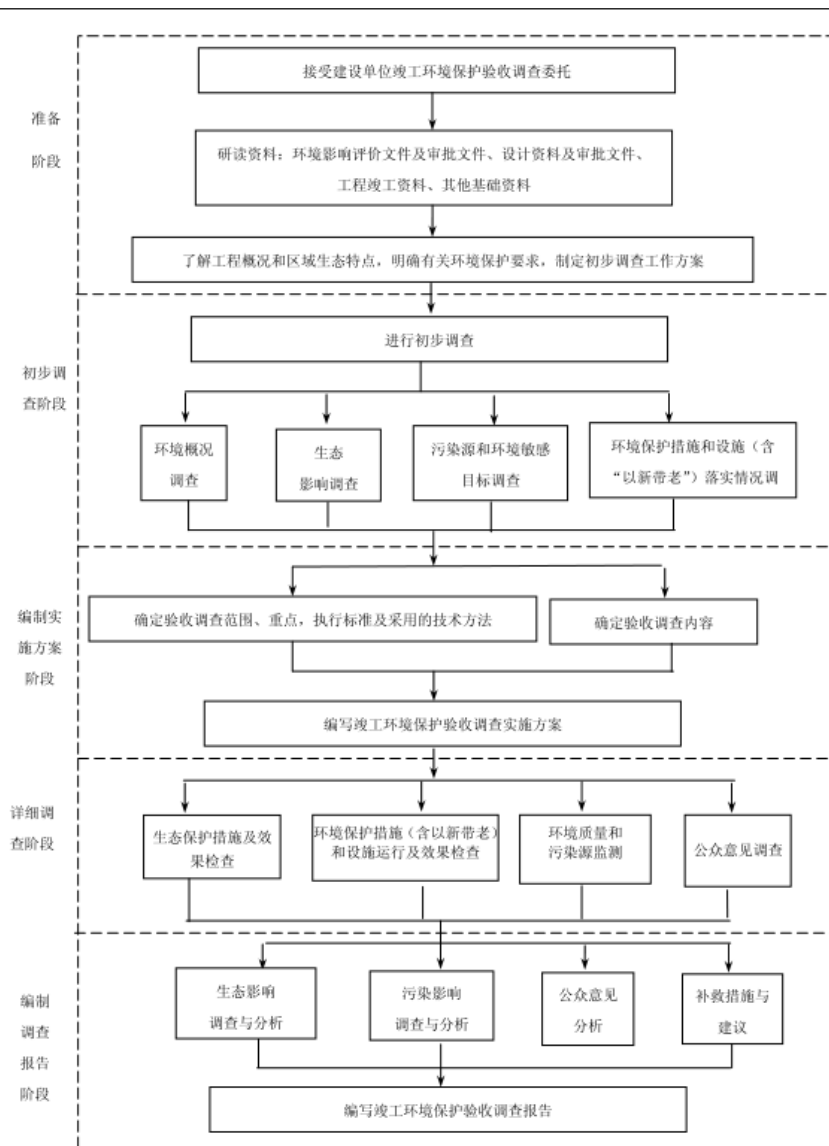 接受建设单位竣工环境保护验收调查委托
准备
阶段
研读资料：环境影响评价文件及审批文件、设计资料及审批文件、
工程竣工资料、其他基础资料
了解工程概况和区域生态特点，明确有关环境保护要求，制定初步调查工作方案
进行初步调查
初步调
查阶段
环境概况
调查
生态
影响调查
污染源和环境敏感
目标调查
环境保护措施和设施（含
“以新带老”）落实情况调
编制实
施方案
阶段
确定验收调查范围、重点，执行标准及采用的技术方法
确定验收调查内容
编写竣工环境保护验收调查实施方案
详细调
查阶段
生态保护措施及效
果检查
环境保护措施（含以新带老）
和设施运行及效果检查
环境质量和
污染源监测
公众意见调查
编制
调查
报告
阶段
生态影响
调查与分析
污染影响
调查与分析
公众意见
分析
补救措施与
建议
编写竣工环境保护验收调查报告